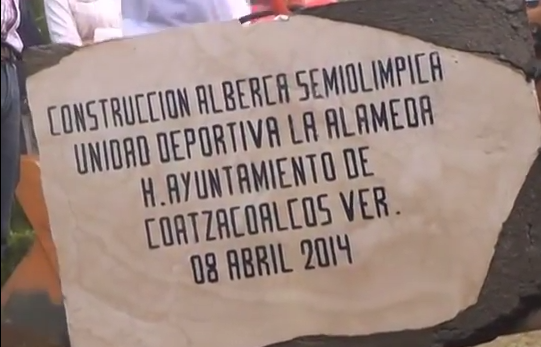 CONSTRUCCION ALBERCA SEMIOLIMPICA
UNIDAD DEPORTIVA LA ALAMEDA
H.AYUNTAMIENTO DE
COATZACOALCOS VER.
08 ABRIL 2014